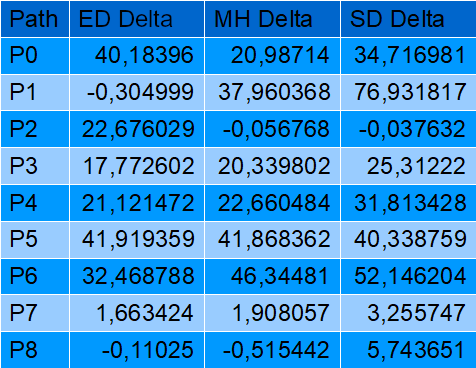 Path ED Delta MH Delta SD Delta
P0 40,18396 20,98714 34,716981
P1 -0,304999 37,960368 76,931817
P2 22,676029 -0,056768 -0,037632
P3 17,772602 20,339802 25,31222
P4 21,121472 22,660484 31,813428
P5 41,919359 41,868362 40,338759
P6 32,468788 46,34481 52,146204
P7 1,663424 1,908057 3,255747
P8 -0,11025 -0,515442 5,743651